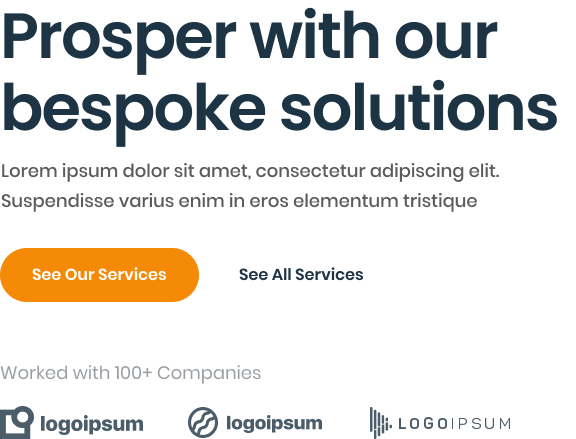 Prosper with our
bespoke solutions
Lorem ipsum dolor sit amet, consectetur adipiscing elit.
Suspendisse varius enim in eros elementum tristique
See Our Services
See All Services
Worked with 100+ Companies
logoipsum
logoipsum
LOGOIPSUM